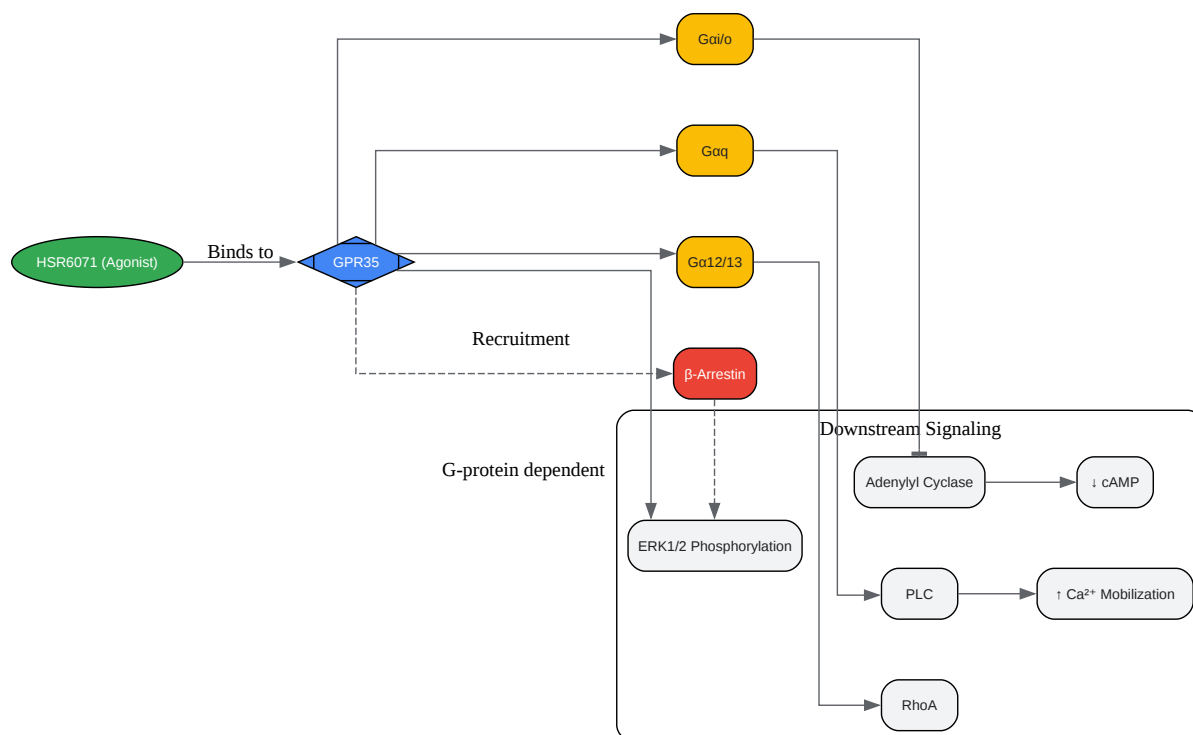 Gαi/o
Gαq
HSR6071 (Agonist)
Binds to
GPR35
Gα12/13
Recruitment
β-Arrestin
Downstream Signaling
G-protein dependent
Adenylyl Cyclase
↓ cAMP
ERK1/2 Phosphorylation
PLC
↑ Ca²⁺ Mobilization
RhoA